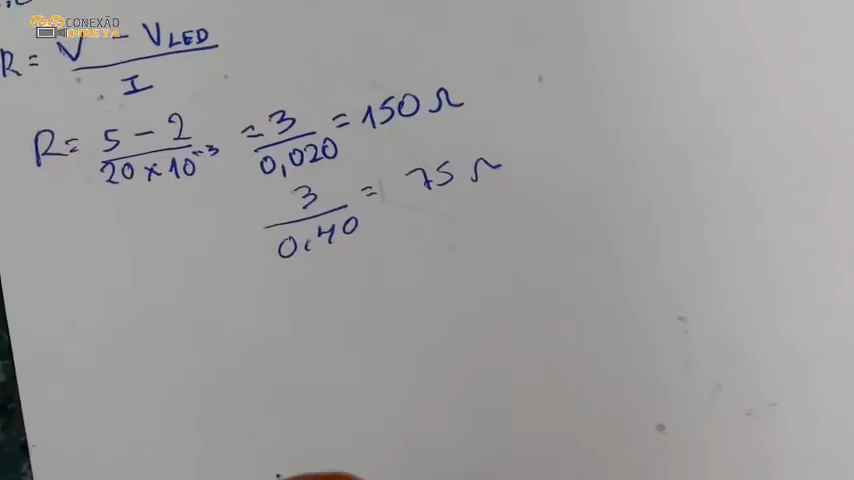 CONEXÃO
DIRETA
R = V - VLED / I
R = 5 - 2 / 20 × 10⁻³ = 3 / 0,020 = 150 Ω
3 / 0,40 = 75 Ω